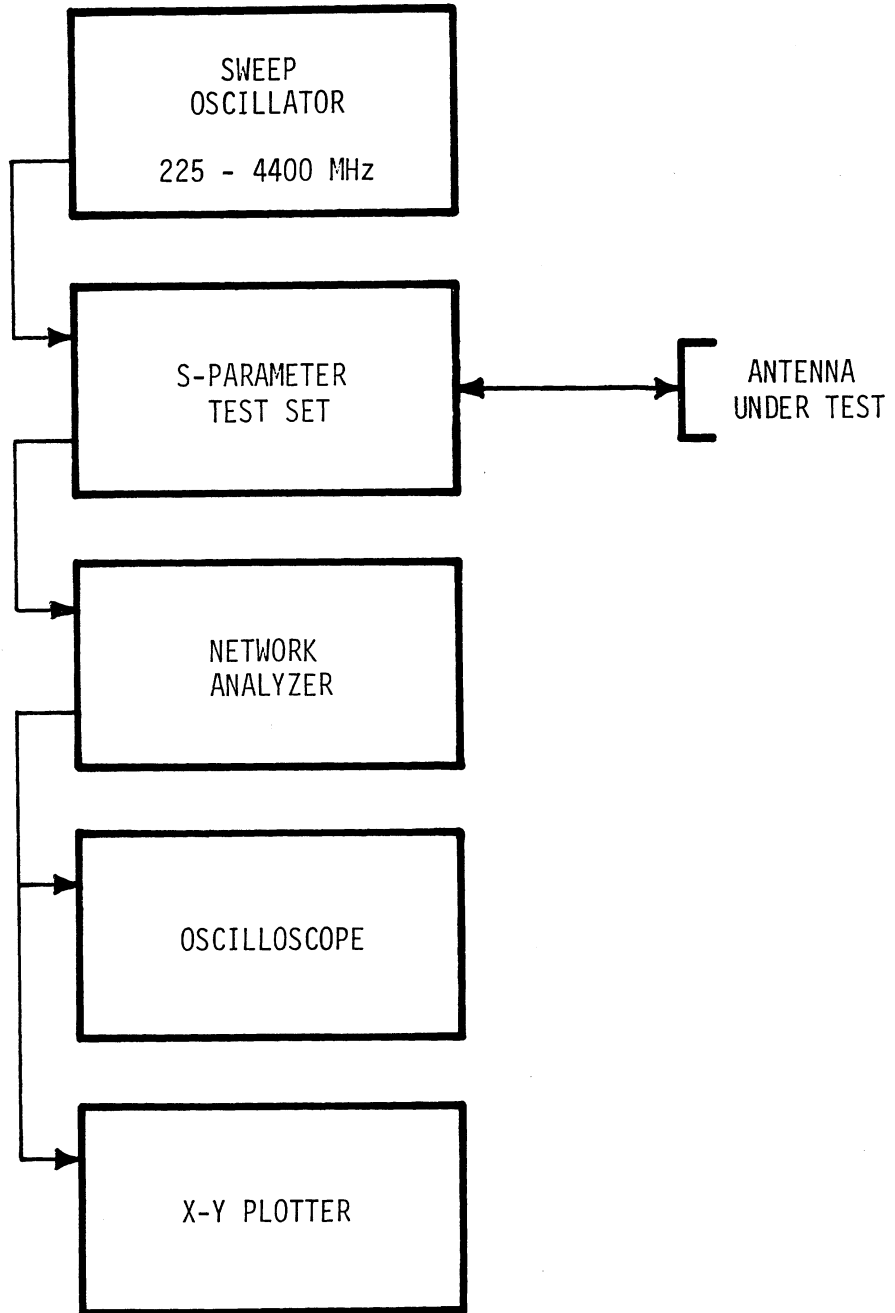 SWEEP
OSCILLATOR
225 - 4400 MHz
S-PARAMETER
TEST SET
ANTENNA
UNDER TEST
NETWORK
ANALYZER
OSCILLOSCOPE
X-Y PLOTTER